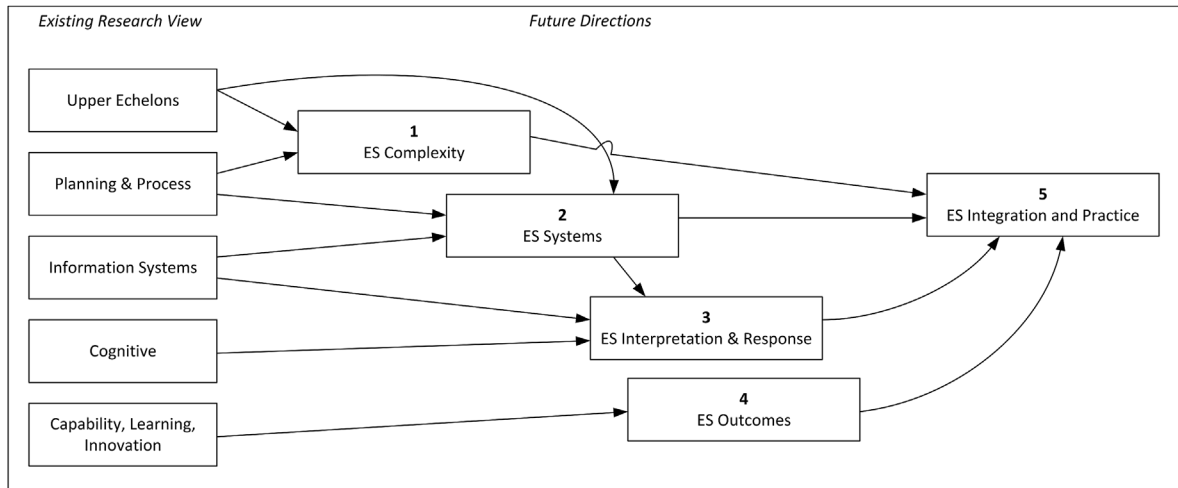 Existing Research View
Future Directions
Upper Echelons
1
ES Complexity
Planning & Process
5
ES Integration and Practice
2
ES Systems
Information Systems
3
ES Interpretation & Response
Cognitive
4
ES Outcomes
Capability, Learning,
Innovation